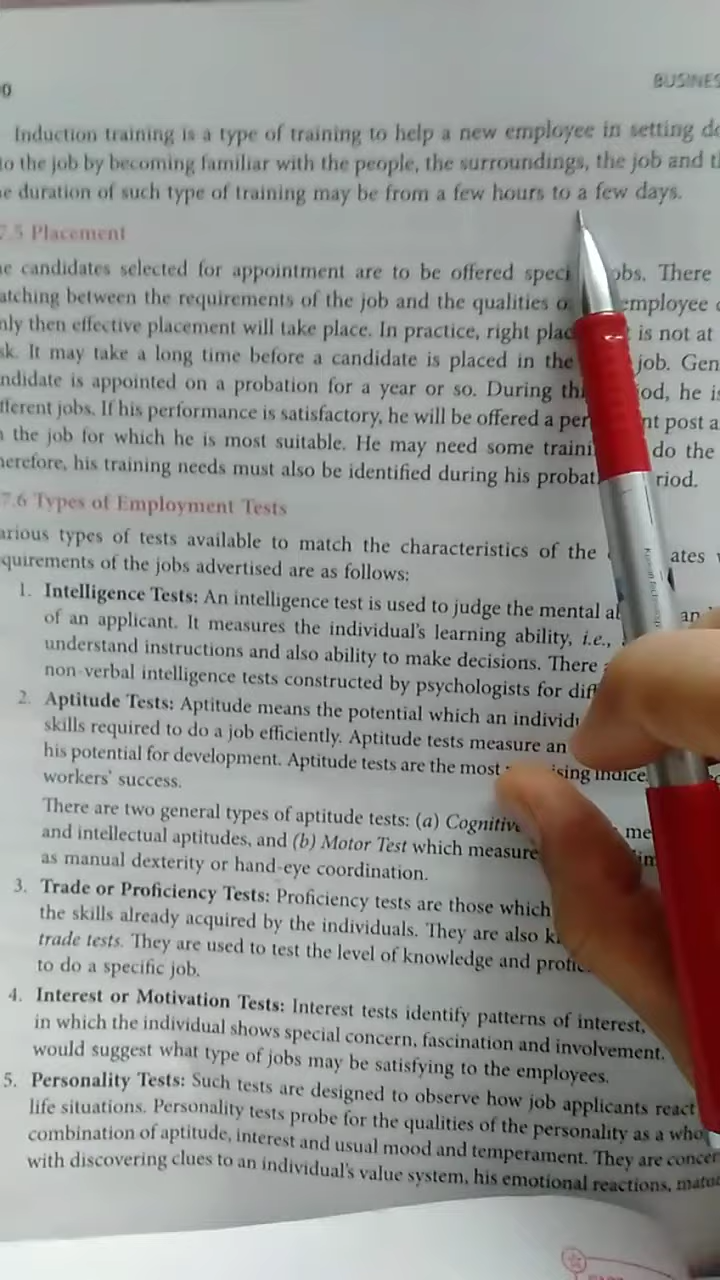 BUSINES
Induction training is a type of training to help a new employee in setting do
to the job by becoming familiar with the people, the surroundings, the job and t
e duration of such type of training may be from a few hours to a few days.
7.5 Placement
e candidates selected for appointment are to be offered speci obs. There
atching between the requirements of the job and the qualities o employee
nly then effective placement will take place. In practice, right plac is not at
sk. It may take a long time before a candidate is placed in the job. Gen
ndidate is appointed on a probation for a year or so. During thi od, he is
fferent jobs. If his performance is satisfactory, he will be offered a per nt post a
the job for which he is most suitable. He may need some traini do the
herefore, his training needs must also be identified during his probat riod.
7.6 Types of Employment Tests
arious types of tests available to match the characteristics of the ates
quirements of the jobs advertised are as follows:
1. Intelligence Tests: An intelligence test is used to judge the mental a an
of an applicant. It measures the individual's learning ability, i.e.,
understand instructions and also ability to make decisions. There
non-verbal intelligence tests constructed by psychologists for dif
2. Aptitude Tests: Aptitude means the potential which an individ
skills required to do a job efficiently. Aptitude tests measure an
his potential for development. Aptitude tests are the most ising indice
workers' success.
There are two general types of aptitude tests: (a) Cognitive me
and intellectual aptitudes, and (b) Motor Test which measure
as manual dexterity or hand-eye coordination.
3. Trade or Proficiency Tests: Proficiency tests are those which
the skills already acquired by the individuals. They are also k
trade tests. They are used to test the level of knowledge and profic
to do a specific job.
4. Interest or Motivation Tests: Interest tests identify patterns of interest,
in which the individual shows special concern, fascination and involvement.
would suggest what type of jobs may be satisfying to the employees.
5. Personality Tests: Such tests are designed to observe how job applicants react
life situations. Personality tests probe for the qualities of the personality as a who
combination of aptitude, interest and usual mood and temperament. They are concer
with discovering clues to an individual's value system, his emotional reactions, matu